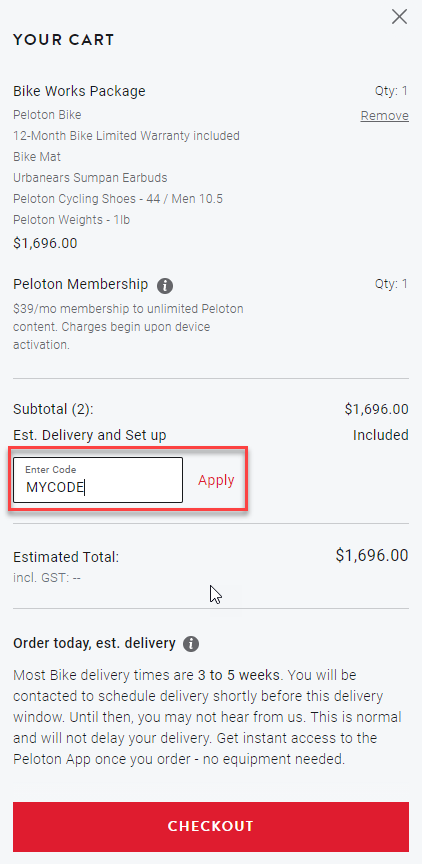 YOUR CART
Bike Works Package Qty: 1
Peloton Bike Remove
12-Month Bike Limited Warranty included
Bike Mat
Urbanears Sumpan Earbuds
Peloton Cycling Shoes - 44 / Men 10.5
Peloton Weights - 1lb
$1,696.00
Peloton Membership i Qty: 1
$39/mo membership to unlimited Peloton
content. Charges begin upon device
activation.
Subtotal (2): $1,696.00
Est. Delivery and Set up Included
Enter Code
MYCODE Apply
Estimated Total: $1,696.00
incl. GST: --
Order today, est. delivery i
Most Bike delivery times are 3 to 5 weeks. You will
be contacted to schedule delivery shortly before this delivery
window. Until then, you may not hear from us. This is normal
and will not delay your delivery. Get instant access to the
Peloton App once you order - no equipment needed.
CHECKOUT